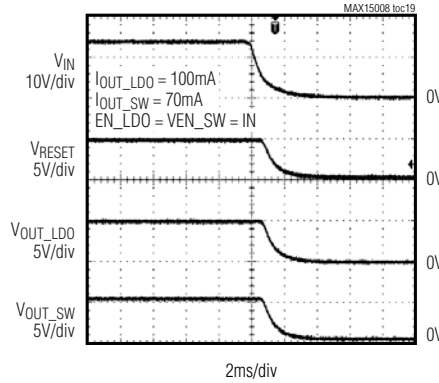 MAX15008 toc19
VIN
10V/div
IOUT_LDO = 100mA
IOUT_SW = 70mA
EN_LDO = VEN_SW = IN
0V
VRESET
5V/div
0V
VOUT_LDO
5V/div
0V
VOUT_SW
5V/div
0V
2ms/div